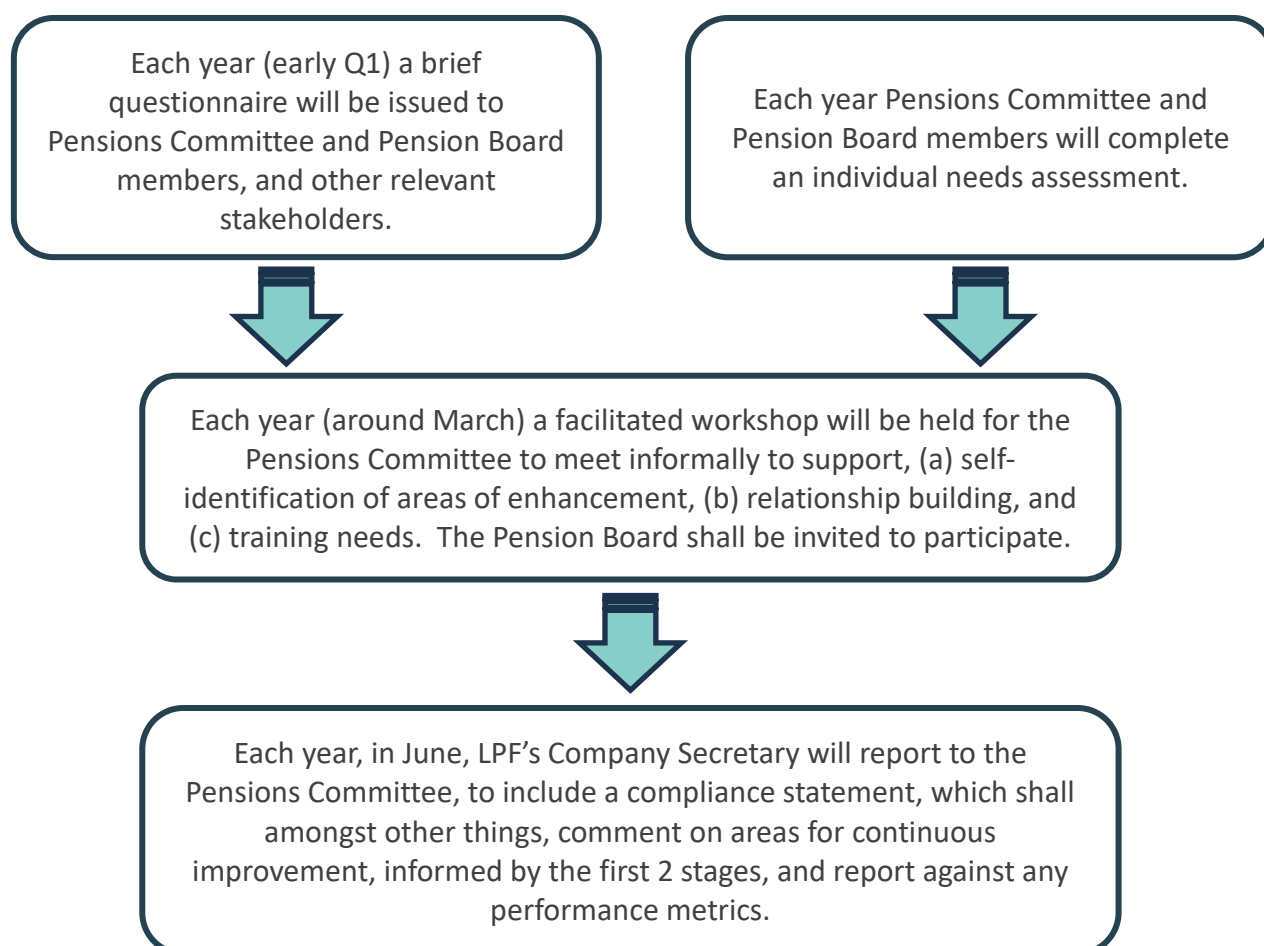 Each year (early Q1) a brief
questionnaire will be issued to
Pensions Committee and Pension Board
members, and other relevant
stakeholders.
Each year Pensions Committee and
Pension Board members will complete
an individual needs assessment.
Each year (around March) a facilitated workshop will be held for the
Pensions Committee to meet informally to support, (a) self-
identification of areas of enhancement, (b) relationship building, and
(c) training needs.  The Pension Board shall be invited to participate.
Each year, in June, LPF’s Company Secretary will report to the
Pensions Committee, to include a compliance statement, which shall
amongst other things, comment on areas for continuous
improvement, informed by the first 2 stages, and report against any
performance metrics.